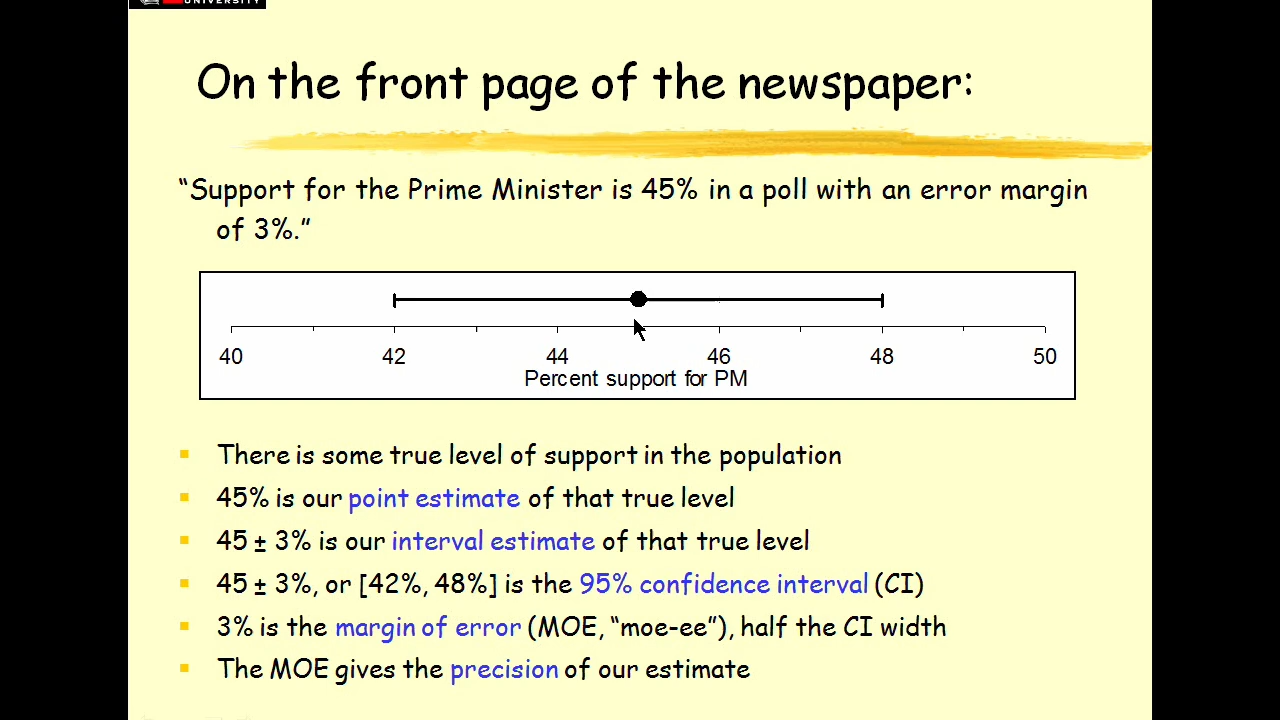 UNIVERSITY
On the front page of the newspaper:
“Support for the Prime Minister is 45% in a poll with an error margin
of 3%.”
40 42 44 46 48 50
Percent support for PM
There is some true level of support in the population
45% is our point estimate of that true level
45 ± 3% is our interval estimate of that true level
45 ± 3%, or [42%, 48%] is the 95% confidence interval (CI)
3% is the margin of error (MOE, “moe-ee”), half the CI width
The MOE gives the precision of our estimate